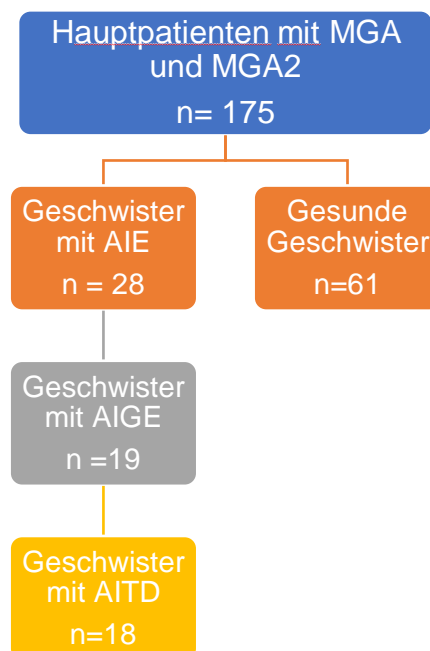 Hauptpatienten mit MGA
und MGA2
n= 175
Geschwister
mit AIE
n = 28
Gesunde
Geschwister
n=61
Geschwister
mit AIGE
n =19
Geschwister
mit AITD
n=18